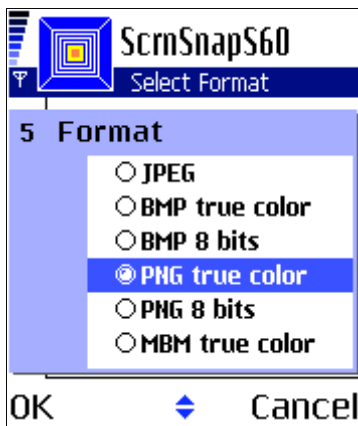 ScrnSnapS60
Select Format
5 Format
JPEG
BMP true color
BMP 8 bits
PNG true color
PNG 8 bits
MBM true color
OK Cancel